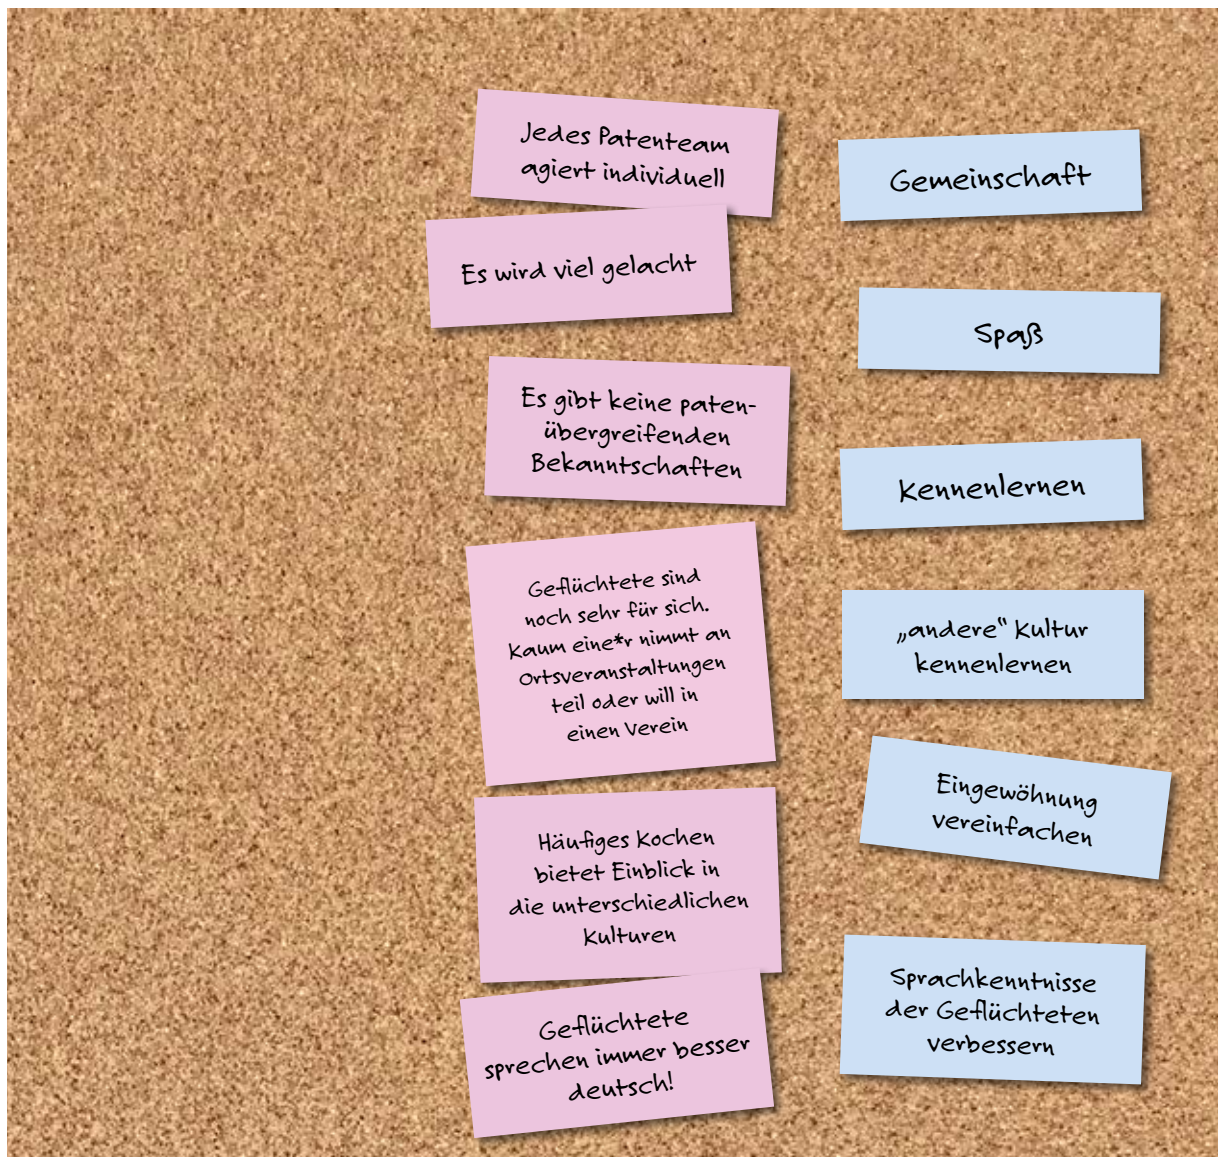 Jedes Patenteam
agiert individuell
Es wird viel gelacht
Es gibt keine paten-
übergreifenden
Bekanntschaften
Geflüchtete sind
noch sehr für sich.
Kaum eine*r nimmt an
Ortsveranstaltungen
teil oder will in
einen Verein
Häufiges Kochen
bietet Einblick in
die unterschiedlichen
Kulturen
Geflüchtete
sprechen immer besser
deutsch!
Gemeinschaft
Spaß
Kennenlernen
„andere“ Kultur
kennenlernen
Eingewöhnung
vereinfachen
Sprachkenntnisse
der Geflüchteten
verbessern